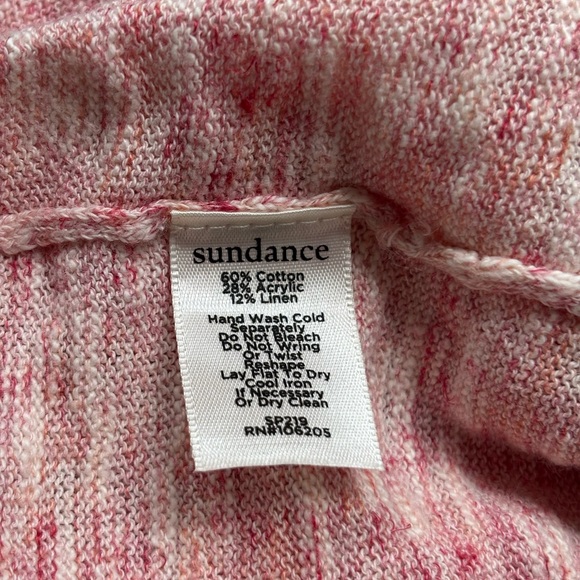 sundance
60% Cotton
28% Acrylic
12% Linen
Hand Wash Cold
Separately
Do Not Bleach
Do Not Wring
Or Twist
Reshape
Lay Flat To Dry
Cool Iron
If Necessary
Or Dry Clean
SP219
RN#106205